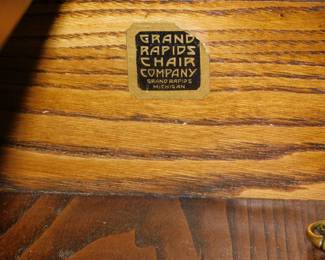 GRAND
RAPIDS
CHAIR
COMPANY
GRAND RAPIDS
MICHIGAN